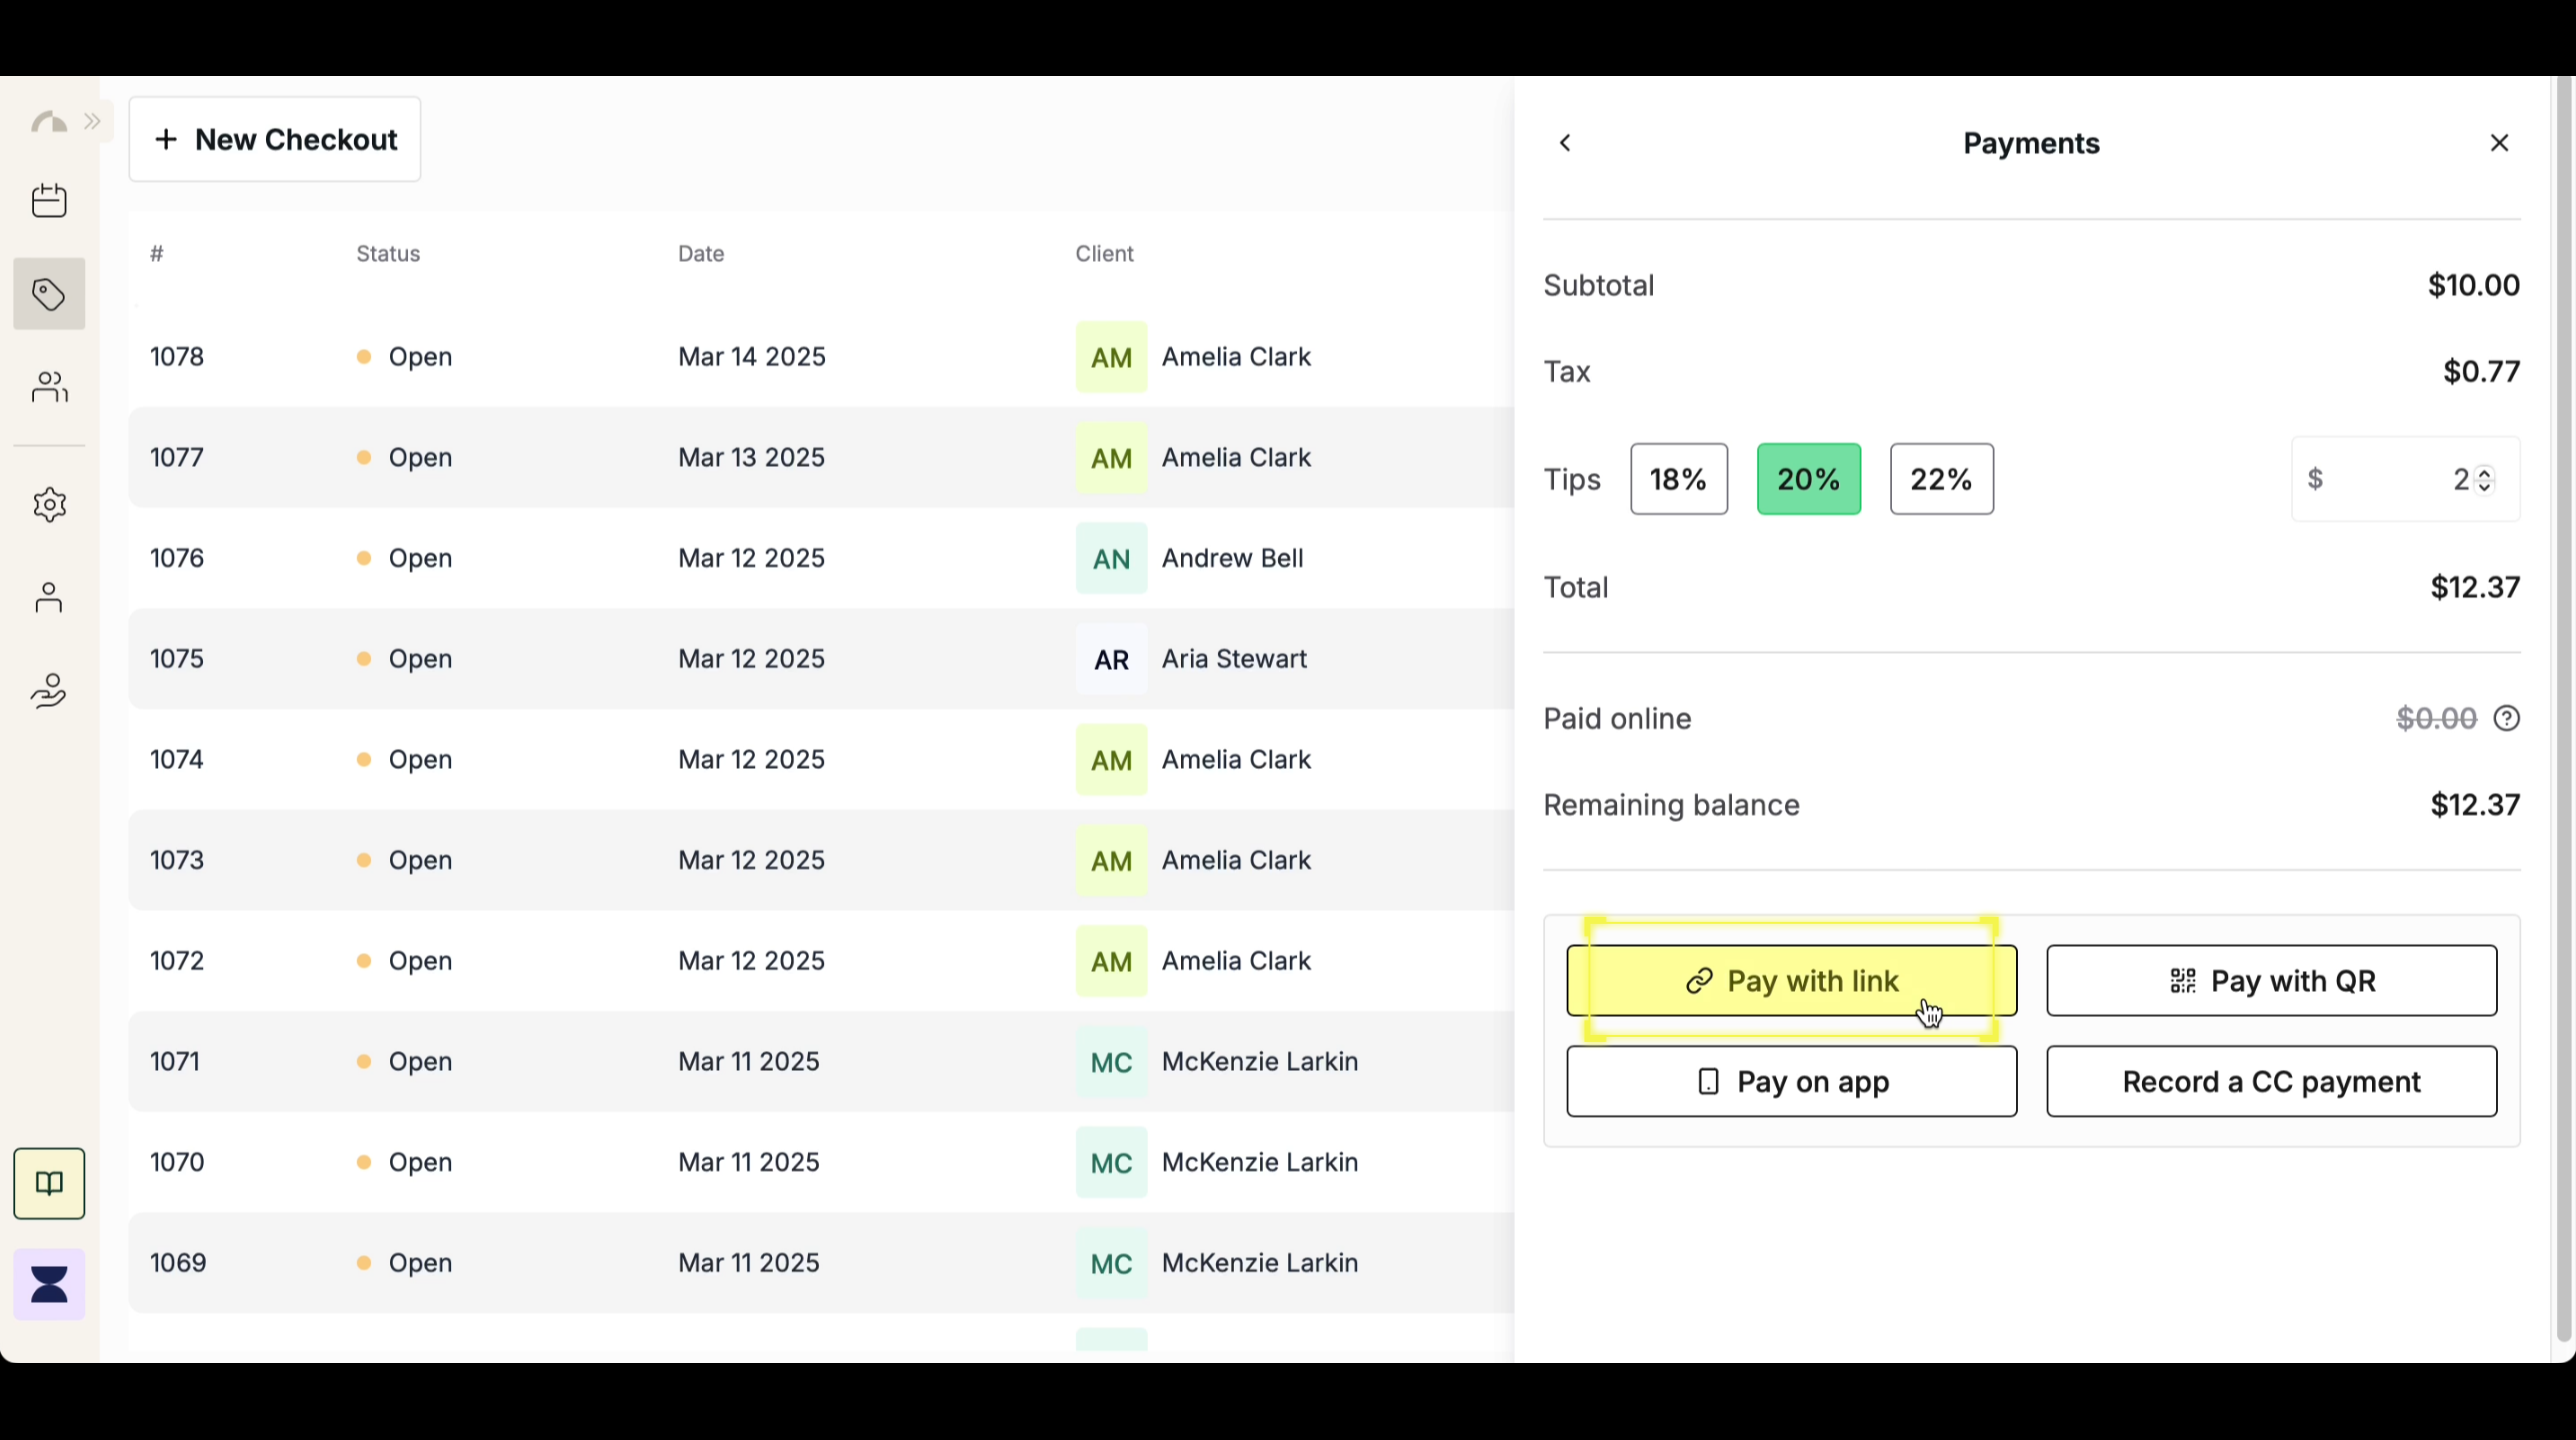 + New Checkout
# Status Date Client
1078 Open Mar 14 2025 AM Amelia Clark
1077 Open Mar 13 2025 AM Amelia Clark
1076 Open Mar 12 2025 AN Andrew Bell
1075 Open Mar 12 2025 AR Aria Stewart
1074 Open Mar 12 2025 AM Amelia Clark
1073 Open Mar 12 2025 AM Amelia Clark
1072 Open Mar 12 2025 AM Amelia Clark
1071 Open Mar 11 2025 MC McKenzie Larkin
1070 Open Mar 11 2025 MC McKenzie Larkin
1069 Open Mar 11 2025 MC McKenzie Larkin
Payments
Subtotal $10.00
Tax $0.77
Tips 18% 20% 22% $ 2
Total $12.37
Paid online $0.00
Remaining balance $12.37
Pay with link Pay with QR
Pay on app Record a CC payment